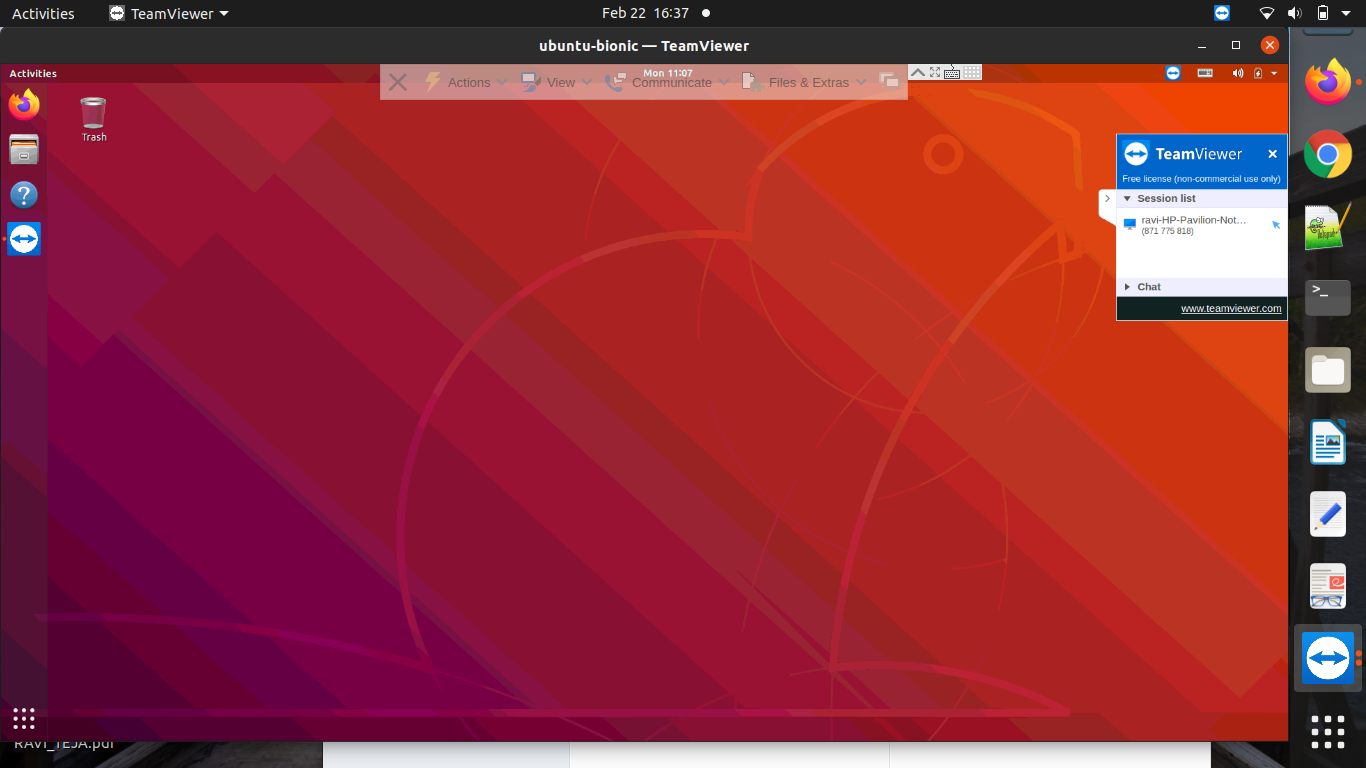 Activities TeamViewer Feb 22 16:37
ubuntu-bionic — TeamViewer
Activities Mon 11:07
Actions View Communicate Files & Extras
Trash
TeamViewer
Free license (non-commercial use only)
Session list
ravi-HP-Pavilion-Not...
(871 775 818)
Chat
www.teamviewer.com
>_
RAVI_TEJA.pdf